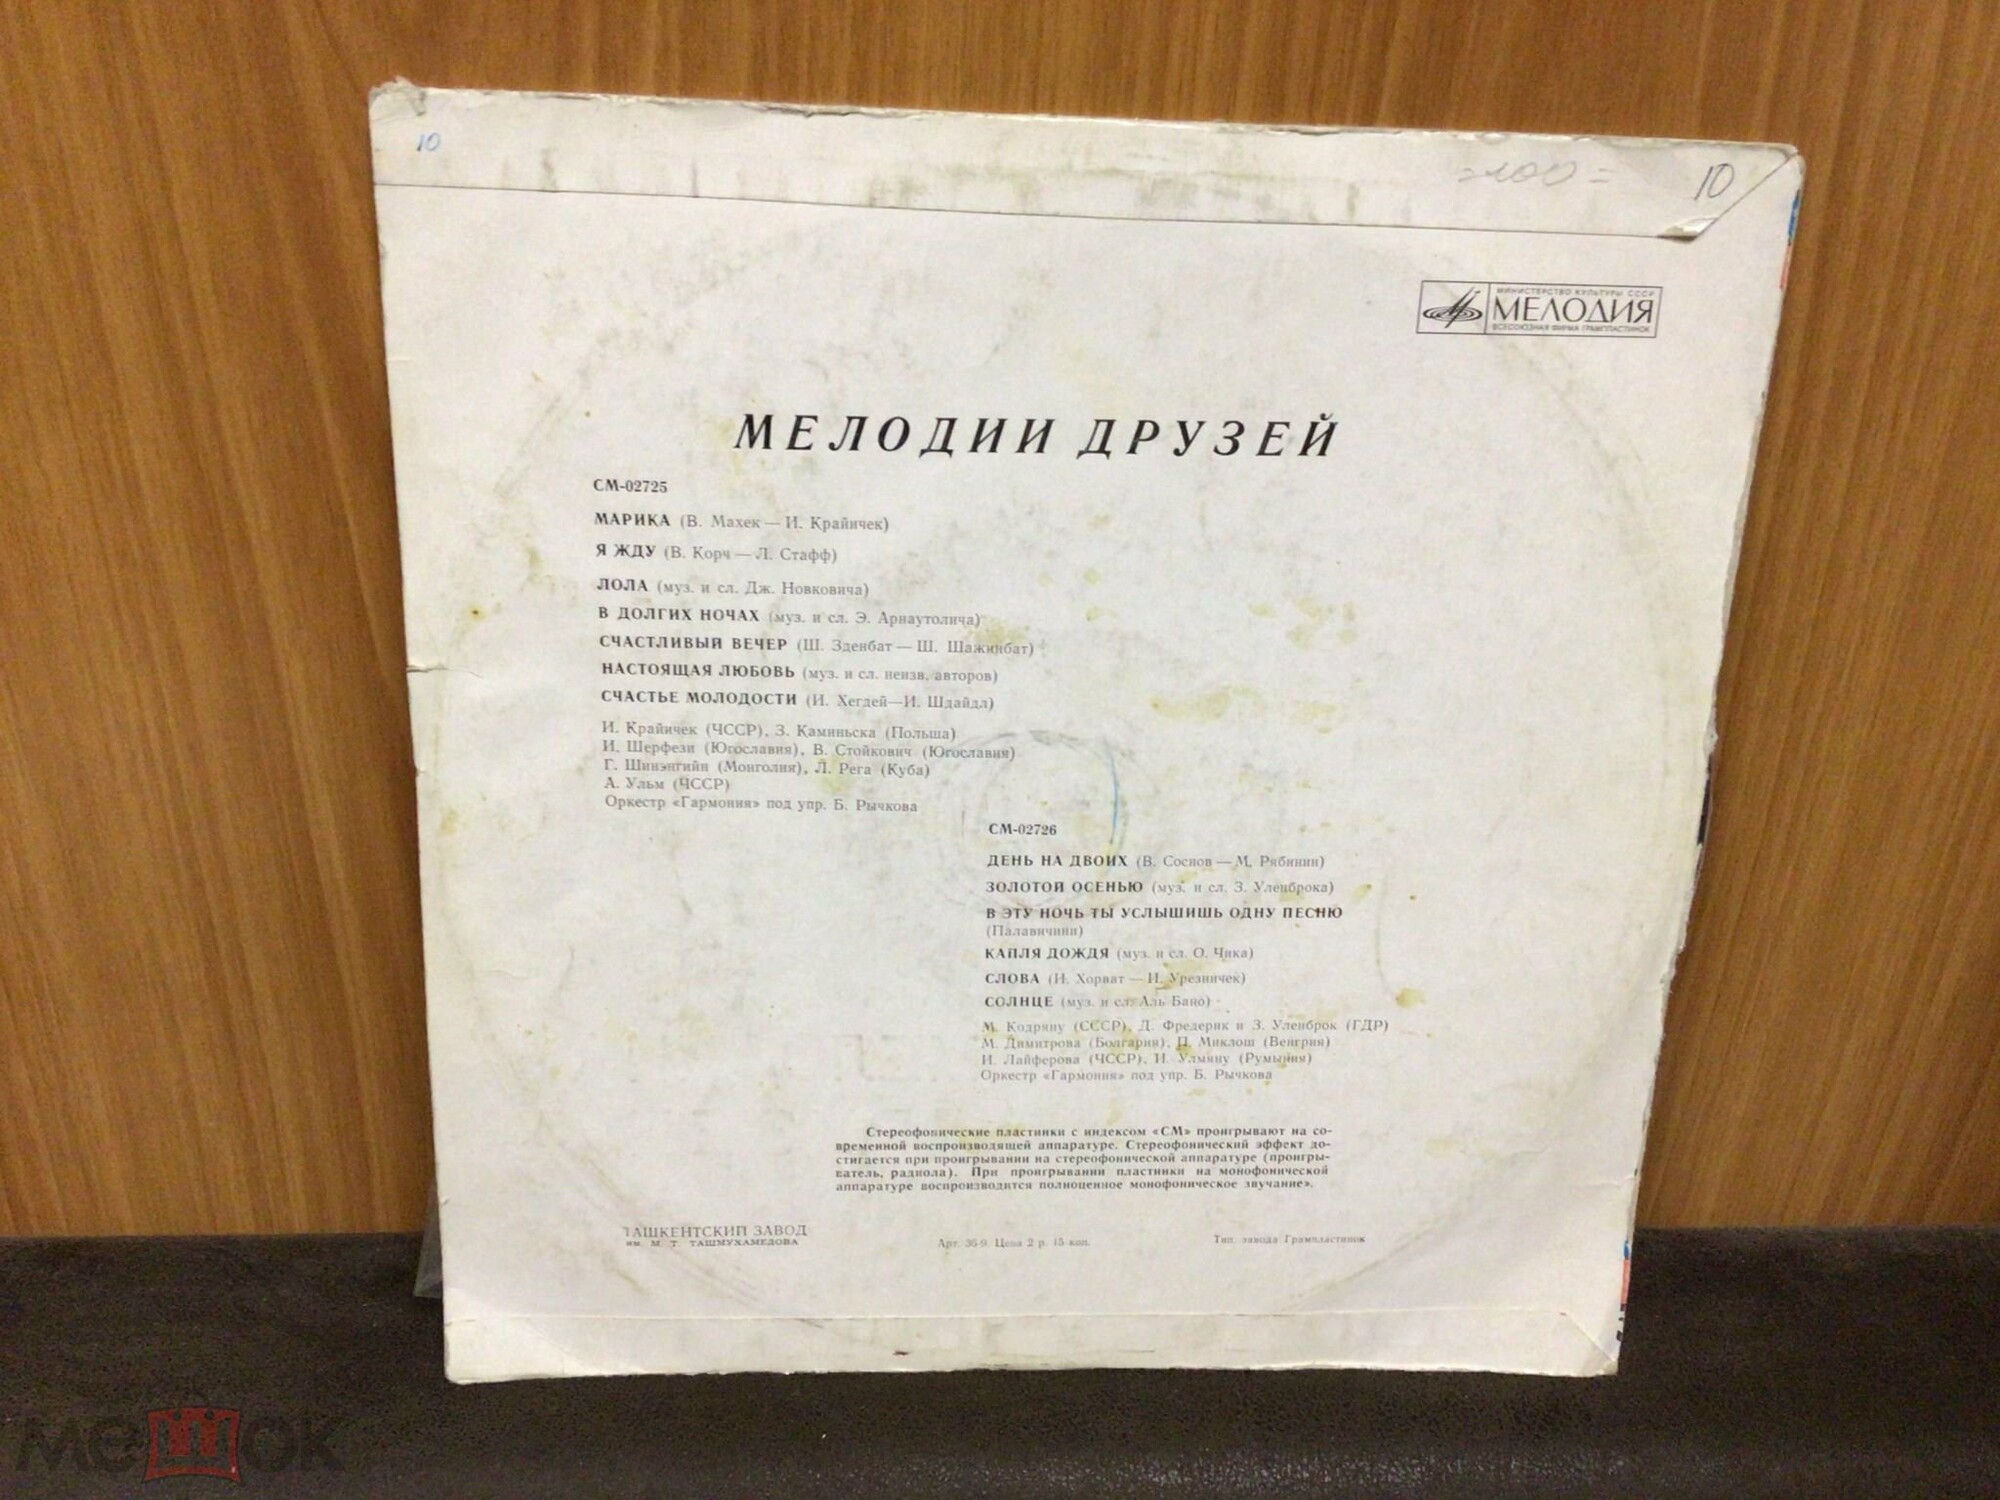 10
=100=
10
МИНИСТЕРСТВО КУЛЬТУРЫ СССР
МЕЛОДИЯ
ВСЕСОЮЗНАЯ ФИРМА ГРАМПЛАСТИНОК
МЕЛОДИИ ДРУЗЕЙ
СМ-02725
МАРИКА (В. Махек — И. Крайичек)
Я ЖДУ (В. Корч — Л. Стафф)
ЛОЛА (муз. и сл. Дж. Новковича)
В ДОЛГИХ НОЧАХ (муз. и сл. Э. Арнаутолича)
СЧАСТЛИВЫЙ ВЕЧЕР (Ш. Зденбат — Ш. Шажинбат)
НАСТОЯЩАЯ ЛЮБОВЬ (муз. и сл. неизв. авторов)
СЧАСТЬЕ МОЛОДОСТИ (И. Хегдей—И. Шдайдл)
И. Крайичек (ЧССР), З. Каминьска (Польша)
И. Шерфези (Югославия), В. Стойкович (Югославия)
Г. Шинэнгийн (Монголия), Л. Рега (Куба)
А. Ульм (ЧССР)
Оркестр «Гармония» под упр. Б. Рычкова
СМ-02726
ДЕНЬ НА ДВОИХ (В. Соснов — М. Рябинин)
ЗОЛОТОЙ ОСЕНЬЮ (муз. и сл. З. Уленброка)
В ЭТУ НОЧЬ ТЫ УСЛЫШИШЬ ОДНУ ПЕСНЮ
(Палавичини)
КАПЛЯ ДОЖДЯ (муз. и сл. О. Чика)
СЛОВА (И. Хорват — И. Урезничек)
СОЛНЦЕ (муз. и сл. Аль Бано)
М. Кодряну (СССР), Д. Фредерик и З. Уленброк (ГДР)
М. Димитрова (Болгария), П. Миклош (Венгрия)
И. Лайферова (ЧССР), И. Улмяну (Румыния)
Оркестр «Гармония» под упр. Б. Рычкова
Стереофонические пластинки с индексом «СМ» проигрывают на со-
временной воспроизводящей аппаратуре. Стереофонический эффект до-
стигается при проигрывании на стереофонической аппаратуре (проигры-
ватель, радиола). При проигрывании пластинки на монофонической
аппаратуре воспроизводится полноценное монофоническое звучание».
ТАШКЕНТСКИЙ ЗАВОД
им. М. Т. ТАШМУХАМЕДОВА
Арт. 36-9. Цена 2 р. 15 коп.
Тип. завода Грампластинок
мешок